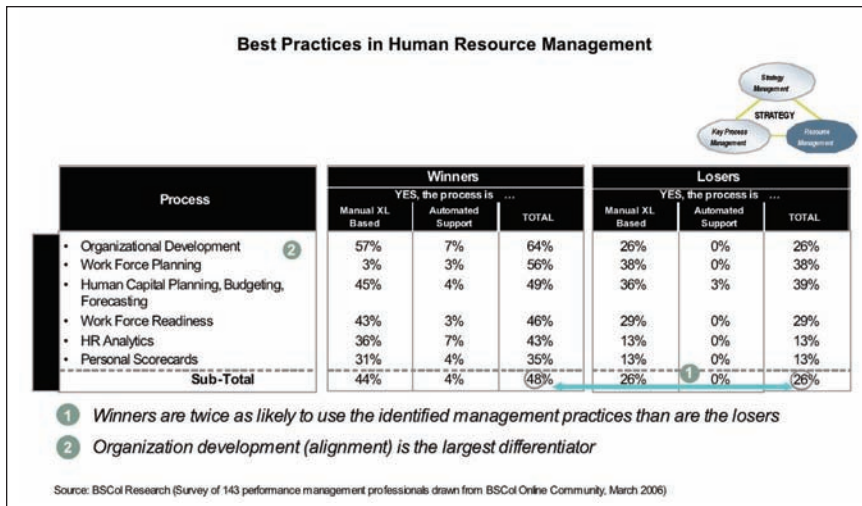 Best Practices in Human Resource Management
Strategy
Management
STRATEGY
Key Process
Management
Resource
Management
Process
Winners
YES, the process is ...
Manual XL
Based
Automated
Support
TOTAL
Losers
YES, the process is ...
Manual XL
Based
Automated
Support
TOTAL
• Organizational Development 2 57% 7% 64% 26% 0% 26%
• Work Force Planning 3% 3% 56% 38% 0% 38%
• Human Capital Planning, Budgeting, 45% 4% 49% 36% 3% 39%
Forecasting
• Work Force Readiness 43% 3% 46% 29% 0% 29%
• HR Analytics 36% 7% 43% 13% 0% 13%
• Personal Scorecards 31% 4% 35% 13% 0% 13%
Sub-Total 44% 4% 48% 26% 1 0% 26%
1 Winners are twice as likely to use the identified management practices than are the losers
2 Organization development (alignment) is the largest differentiator
Source: BSCol Research (Survey of 143 performance management professionals drawn from BSCol Online Community, March 2006)